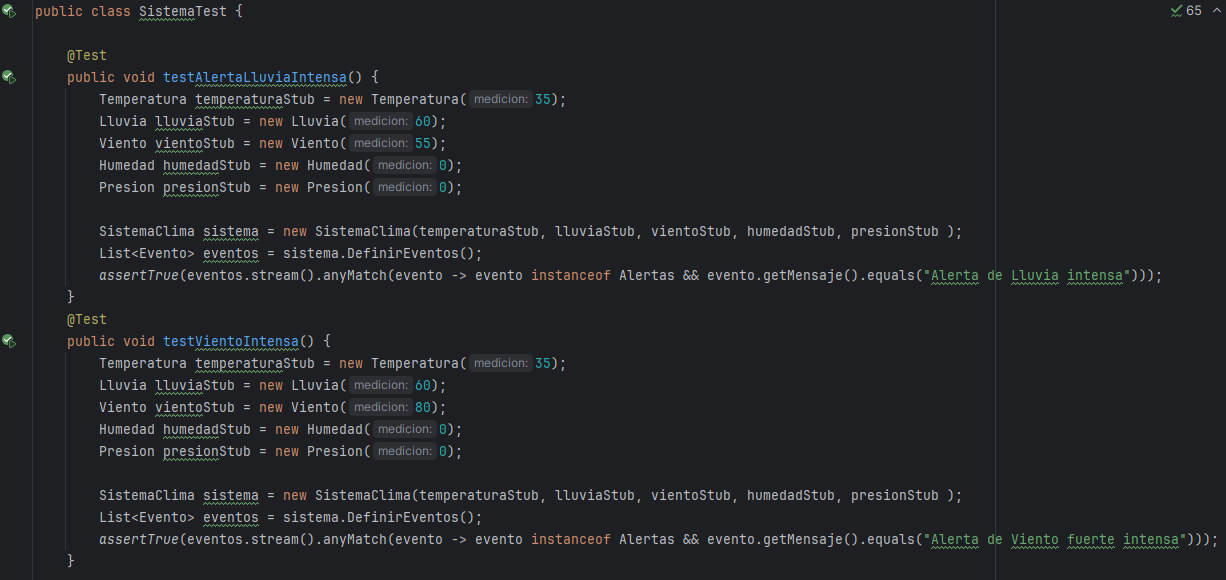 public class SistemaTest {
65
@Test
public void testAlertaLluviaIntensa() {
Temperatura temperaturaStub = new Temperatura( medicion: 35);
Lluvia lluviaStub = new Lluvia( medicion: 60);
Viento vientoStub = new Viento( medicion: 55);
Humedad humedadStub = new Humedad( medicion: 0);
Presion presionStub = new Presion( medicion: 0);
SistemaClima sistema = new SistemaClima(temperaturaStub, lluviaStub, vientoStub, humedadStub, presionStub );
List<Evento> eventos = sistema.DefinirEventos();
assertTrue(eventos.stream().anyMatch(evento -> evento instanceof Alertas && evento.getMensaje().equals("Alerta de Lluvia intensa")));
}
@Test
public void testVientoIntensa() {
Temperatura temperaturaStub = new Temperatura( medicion: 35);
Lluvia lluviaStub = new Lluvia( medicion: 60);
Viento vientoStub = new Viento( medicion: 80);
Humedad humedadStub = new Humedad( medicion: 0);
Presion presionStub = new Presion( medicion: 0);
SistemaClima sistema = new SistemaClima(temperaturaStub, lluviaStub, vientoStub, humedadStub, presionStub );
List<Evento> eventos = sistema.DefinirEventos();
assertTrue(eventos.stream().anyMatch(evento -> evento instanceof Alertas && evento.getMensaje().equals("Alerta de Viento fuerte intensa")));
}